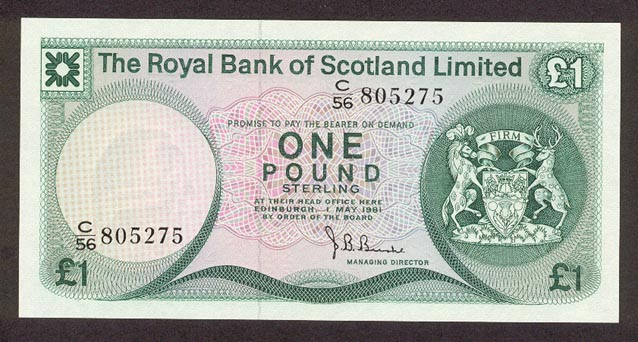 The Royal Bank of Scotland Limited
£1
C/56 805275
PROMISE TO PAY THE BEARER ON DEMAND
ONE
POUND
STERLING
AT THEIR HEAD OFFICE HERE
EDINBURGH 1 MAY 1981
BY ORDER OF THE BOARD
FIRM
C/56 805275
MANAGING DIRECTOR
£1
£1